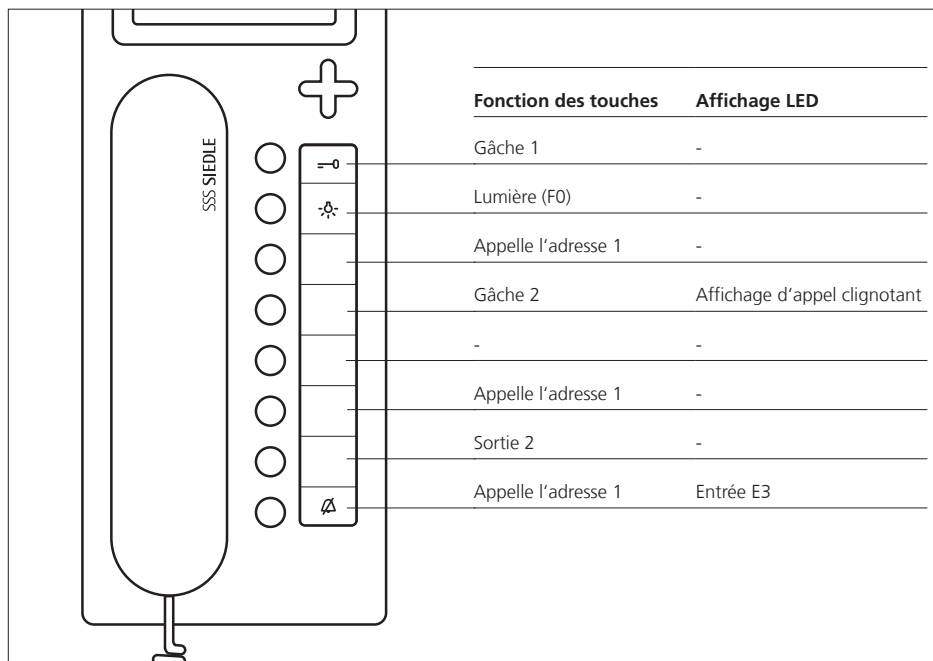 SSS SIEDLE
Fonction des touches Affichage LED
Gâche 1 -
Lumière (F0) -
Appelle l‘adresse 1 -
Gâche 2 Affichage d‘appel clignotant
- -
Appelle l‘adresse 1 -
Sortie 2 -
Appelle l‘adresse 1 Entrée E3